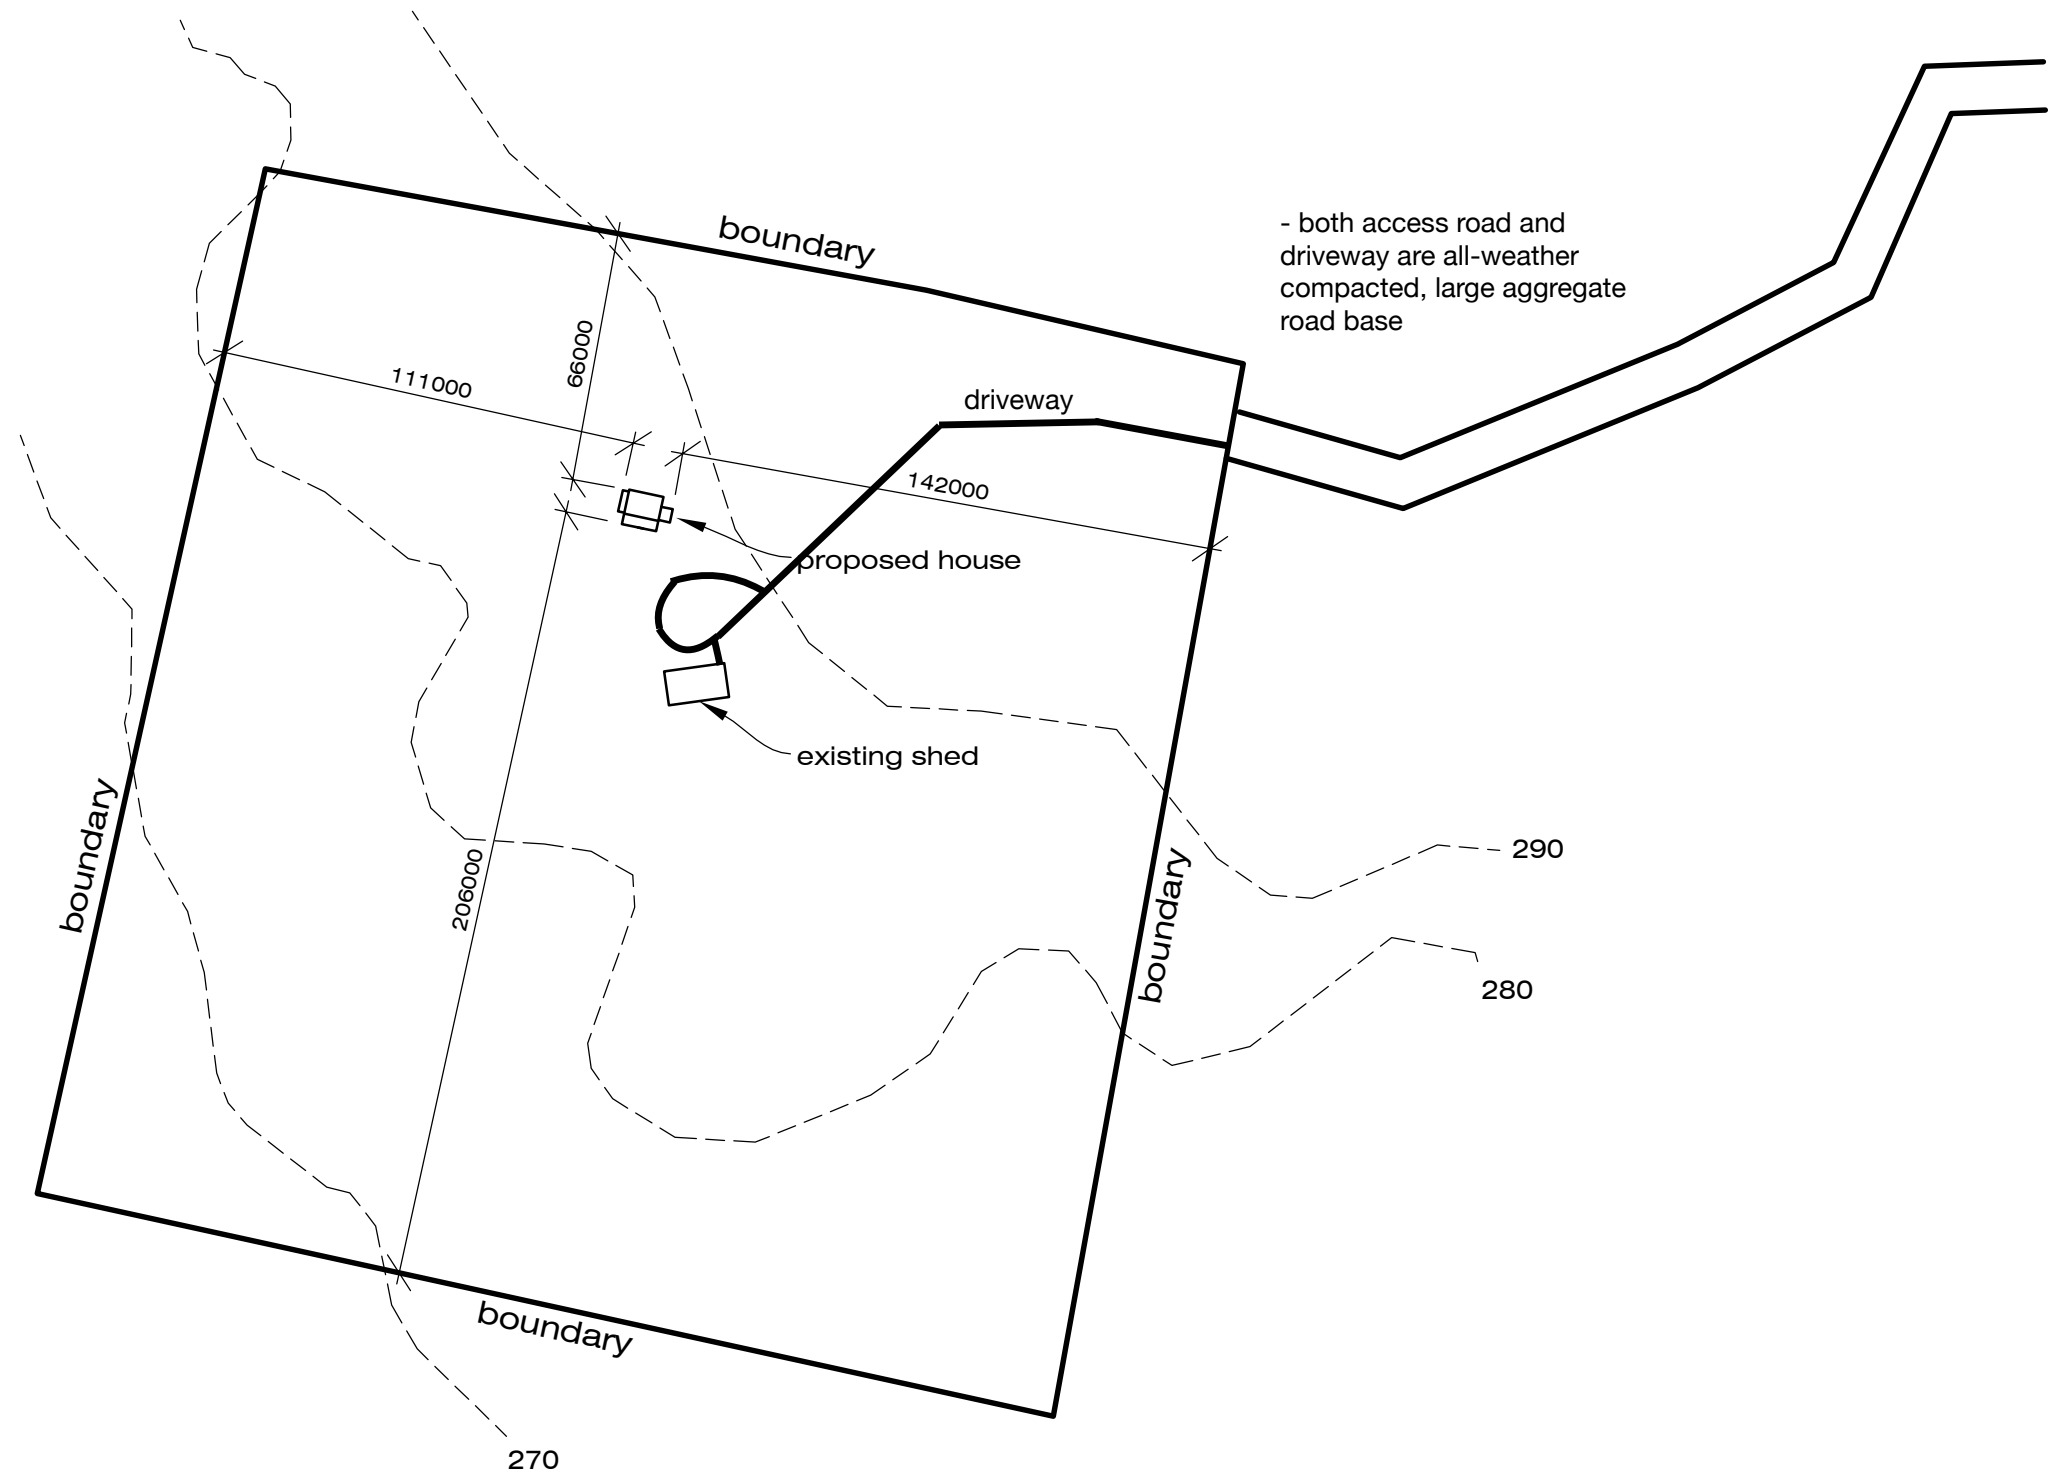 boundary
- both access road and
driveway are all-weather
compacted, large aggregate
road base
66000
111000
driveway
142000
proposed house
existing shed
boundary
290
206000
boundary
280
boundary
270